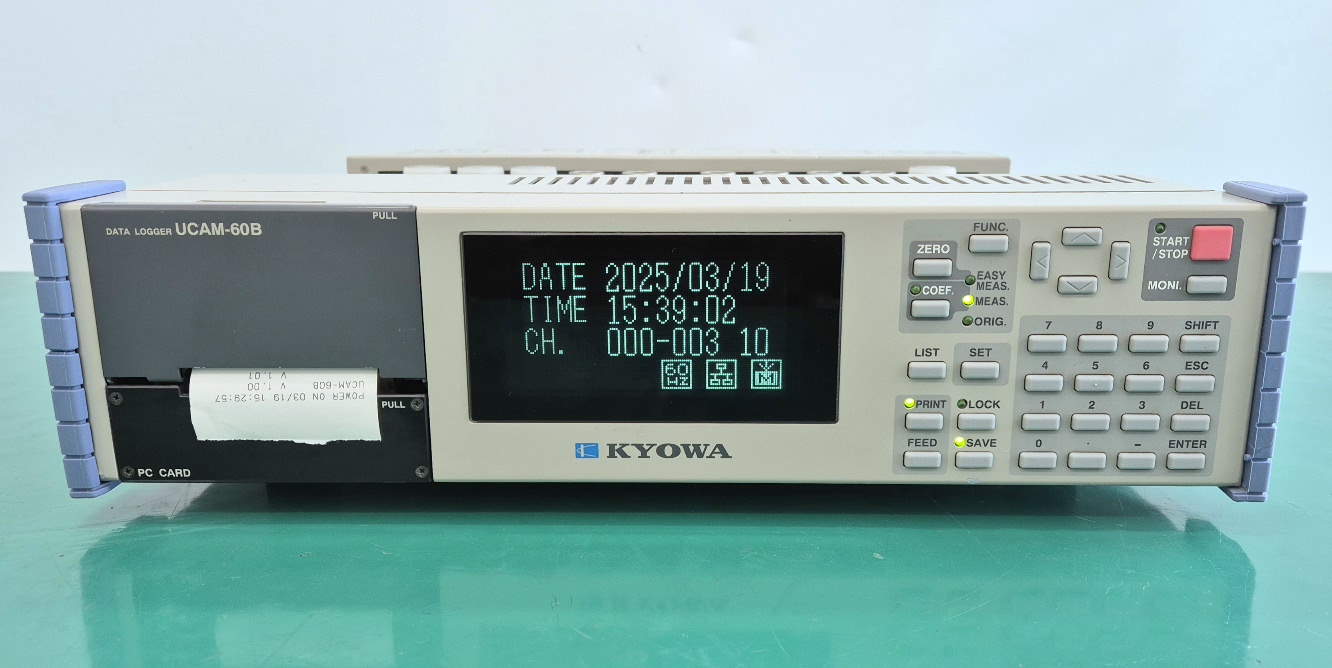 PULL
DATA LOGGER UCAM-60B
POWER ON 03/19 15:29:57
UCAM-60B
V 1.00
V 1.01
PULL
PC CARD
DATE 2025/03/19
TIME 15:39:02
CH. 000-003 10
60
HZ
M
KYOWA
FUNC.
ZERO
EASY
MEAS.
COEF.
MEAS.
ORIG.
LIST
SET
PRINT
LOCK
FEED
SAVE
START
/STOP
MONI.
7 8 9 SHIFT
4 5 6 ESC
1 2 3 DEL
0 . - ENTER